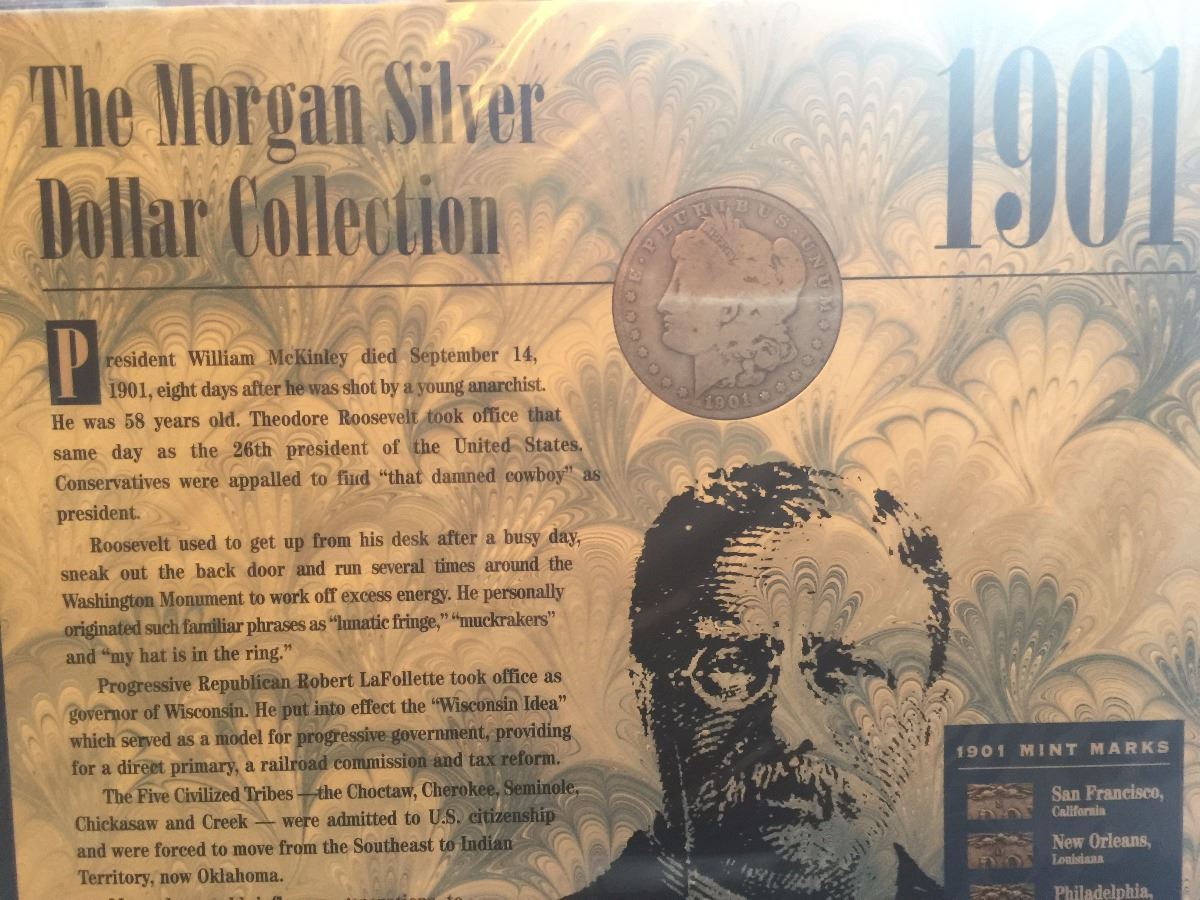 The Morgan Silver
Dollar Collection
1901
E·PLURIBUS·UNUM
LIBERTY
1901
President William McKinley died September 14,
1901, eight days after he was shot by a young anarchist.
He was 58 years old. Theodore Roosevelt took office that
same day as the 26th president of the United States.
Conservatives were appalled to find “that damned cowboy” as
president.
Roosevelt used to get up from his desk after a busy day,
sneak out the back door and run several times around the
Washington Monument to work off excess energy. He personally
originated such familiar phrases as “lunatic fringe,” “muckrakers”
and “my hat is in the ring.”
Progressive Republican Robert LaFollette took office as
governor of Wisconsin. He put into effect the “Wisconsin Idea”
which served as a model for progressive government, providing
for a direct primary, a railroad commission and tax reform.
The Five Civilized Tribes —the Choctaw, Cherokee, Seminole,
Chickasaw and Creek — were admitted to U.S. citizenship
and were forced to move from the Southeast to Indian
Territory, now Oklahoma.
1901 MINT MARKS
San Francisco,
California
New Orleans,
Louisiana
Philadelphia,